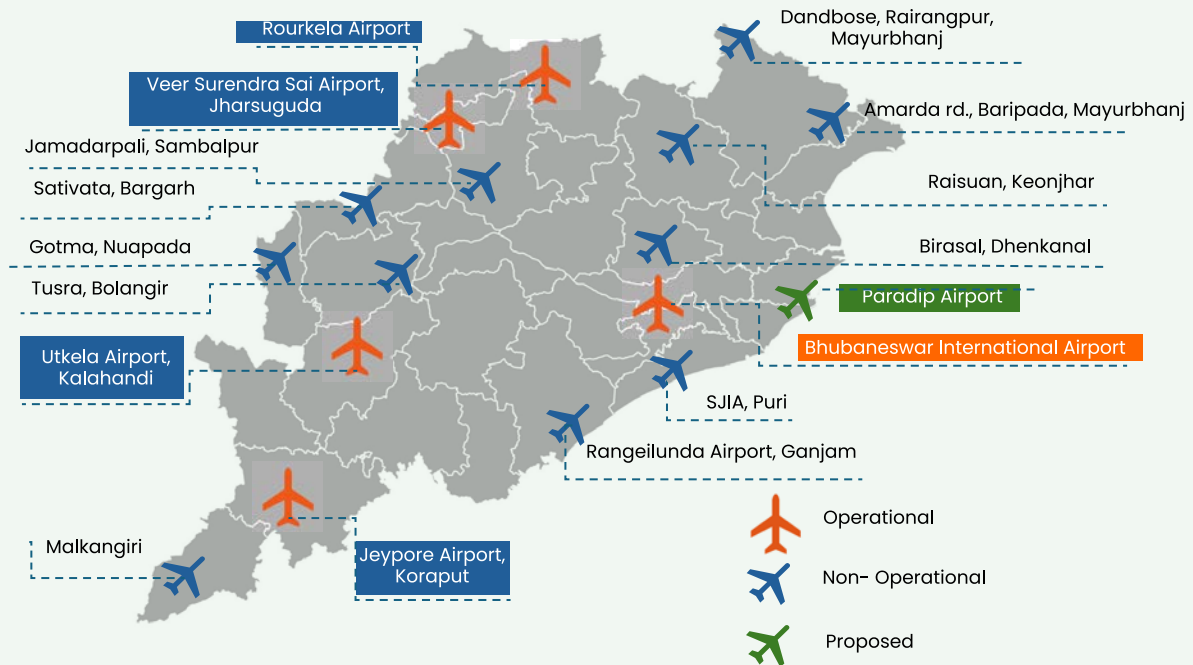 Rourkela Airport
Dandbose, Rairangpur,
Mayurbhanj
Veer Surendra Sai Airport,
Jharsuguda
Amarda rd., Baripada, Mayurbhanj
Jamadarpali, Sambalpur
Sativata, Bargarh
Raisuan, Keonjhar
Gotma, Nuapada
Birasal, Dhenkanal
Tusra, Bolangir
Paradip Airport
Utkela Airport,
Kalahandi
Bhubaneswar International Airport
SJIA, Puri
Rangeilunda Airport, Ganjam
Operational
Malkangiri
Jeypore Airport,
Koraput
Non- Operational
Proposed